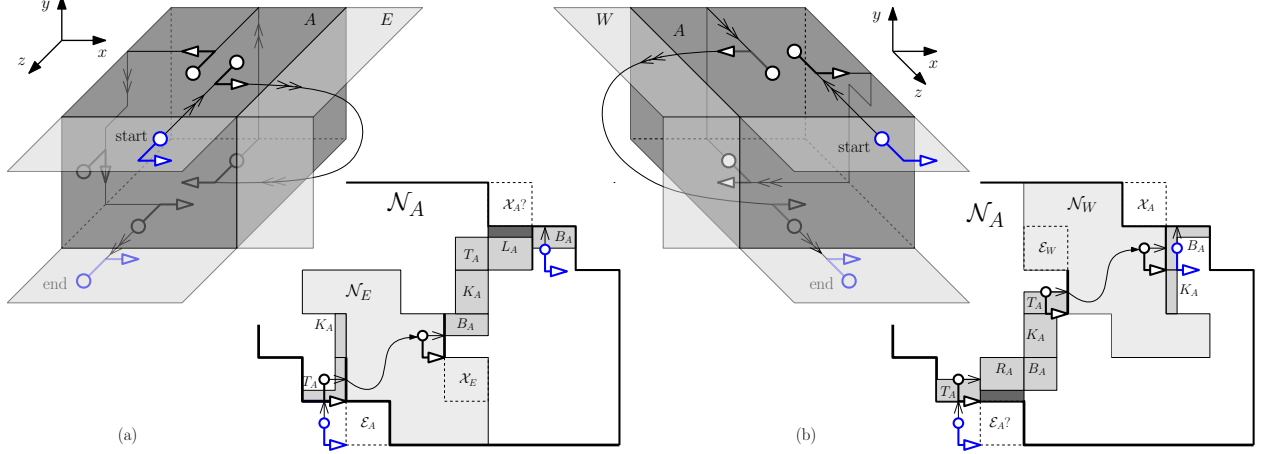 y
x
z
A
E
start
end
W
A
y
x
z
start
end
𝒩_A
𝒳_A?
B_A
L_A
T_A
K_A
𝒩_E
K_A
B_A
T_A
𝒳_E
ℰ_A
(a)
𝒩_A
𝒩_W
𝒳_A
ℰ_W
B_A
K_A
T_A
K_A
R_A
B_A
T_A
ℰ_A?
(b)